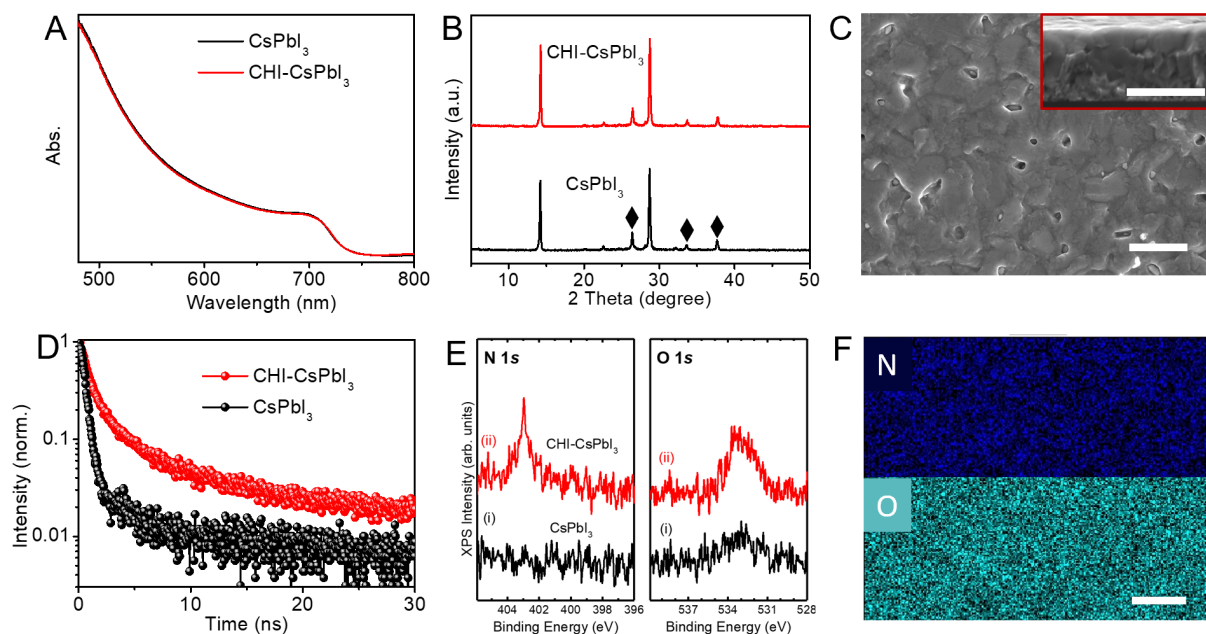 A
CsPbI3
CHI-CsPbI3
Abs.
500 600 700 800
Wavelength (nm)
B
CHI-CsPbI3
CsPbI3
Intensity (a.u.)
10 20 30 40 50
2 Theta (degree)
C
D
CHI-CsPbI3
CsPbI3
Intensity (norm.)
1
0.1
0.01
0 10 20 30
Time (ns)
E
N 1s
(ii)
CHI-CsPbI3
(i)
CsPbI3
XPS Intensity (arb. units)
404 402 400 398 396
Binding Energy (eV)
O 1s
(ii)
(i)
537 534 531 528
Binding Energy (eV)
F
N
O